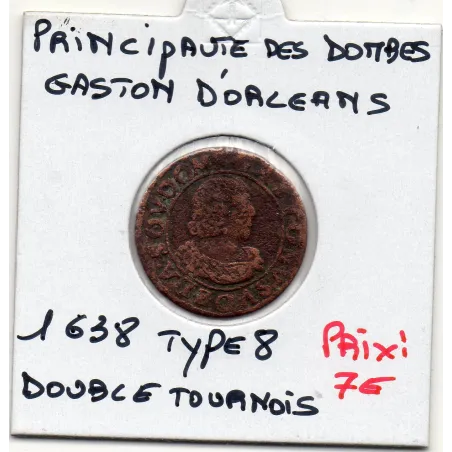 PRINCIPAUTE DES DOMBES
GASTON D'ORLEANS
1638 TYPE 8
DOUBLE TOURNOIS
PRIX:
7€